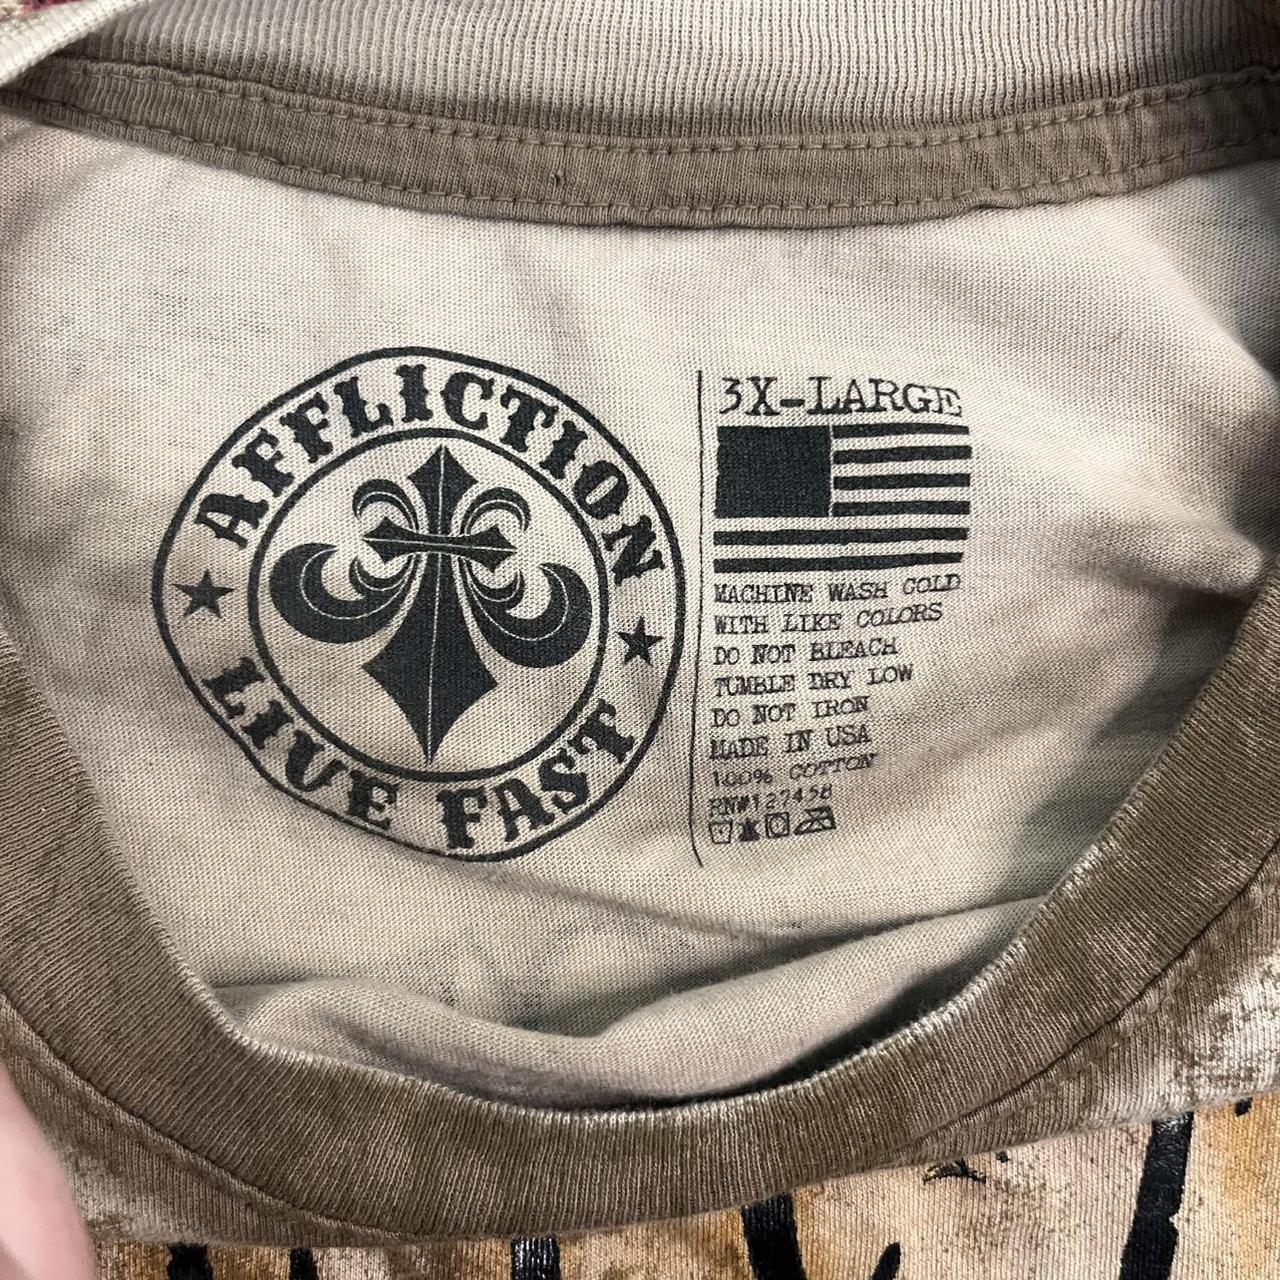 AFFLICTION
LIVE FAST
3X-LARGE
MACHINE WASH COLD
WITH LIKE COLORS
DO NOT BLEACH
TUMBLE DRY LOW
DO NOT IRON
MADE IN USA
100% COTTON
RN#127458